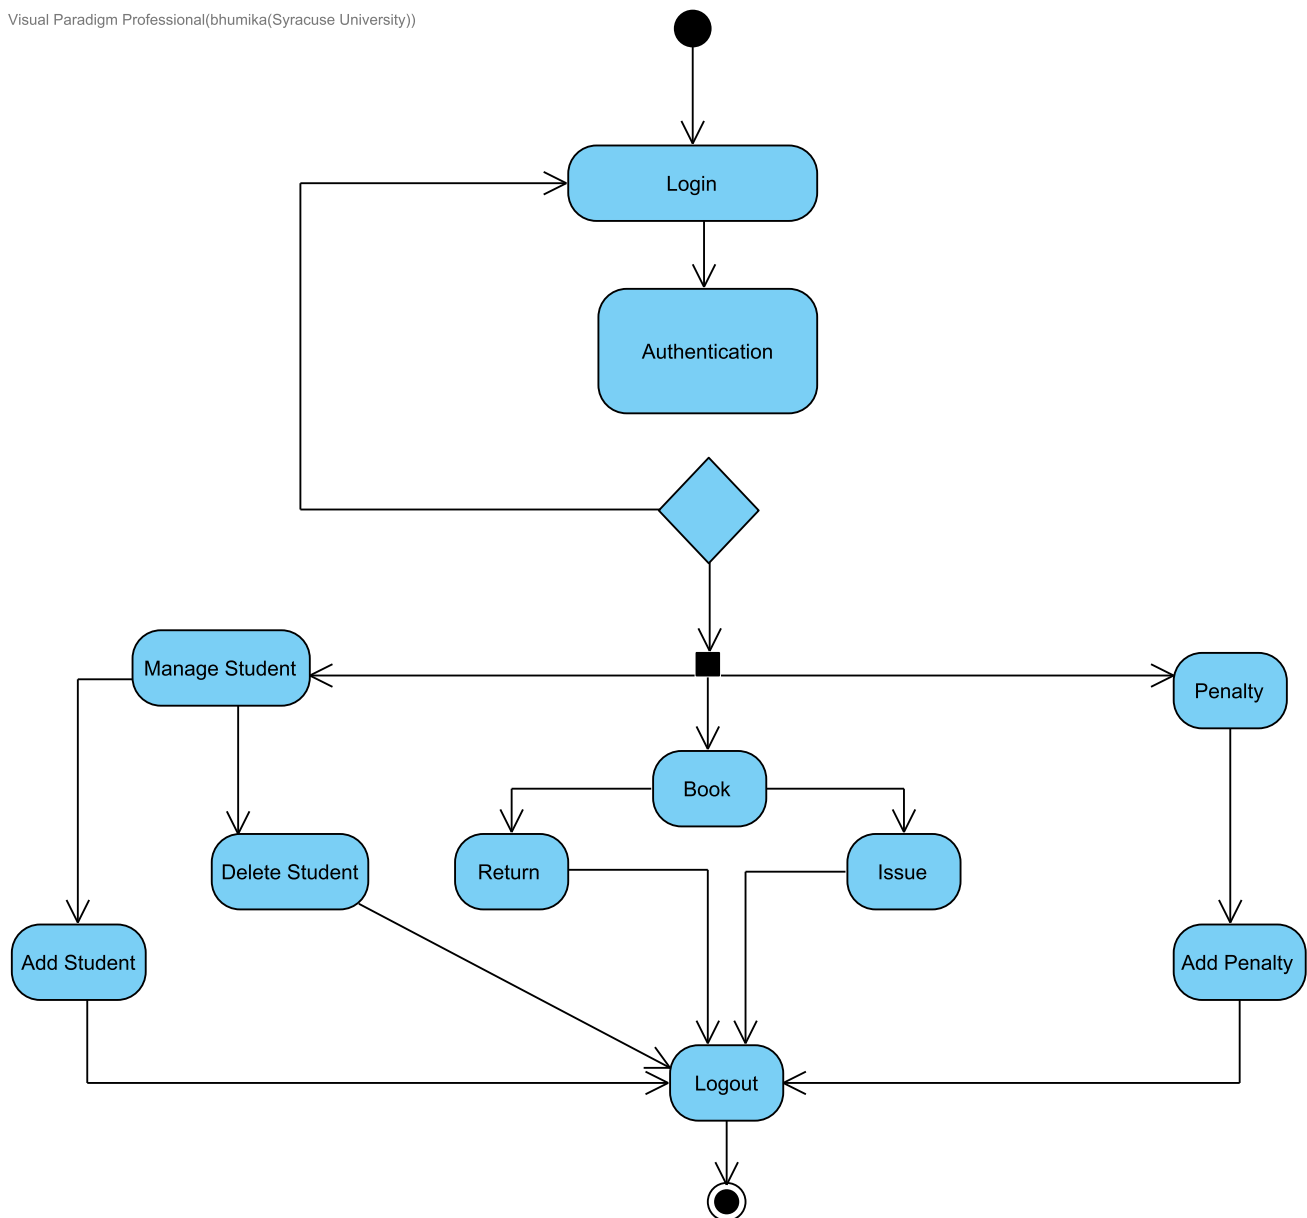 Visual Paradigm Professional(bhumika(Syracuse University))
Login
Authentication
Manage Student
Penalty
Book
Delete Student
Return
Issue
Add Student
Add Penalty
Logout